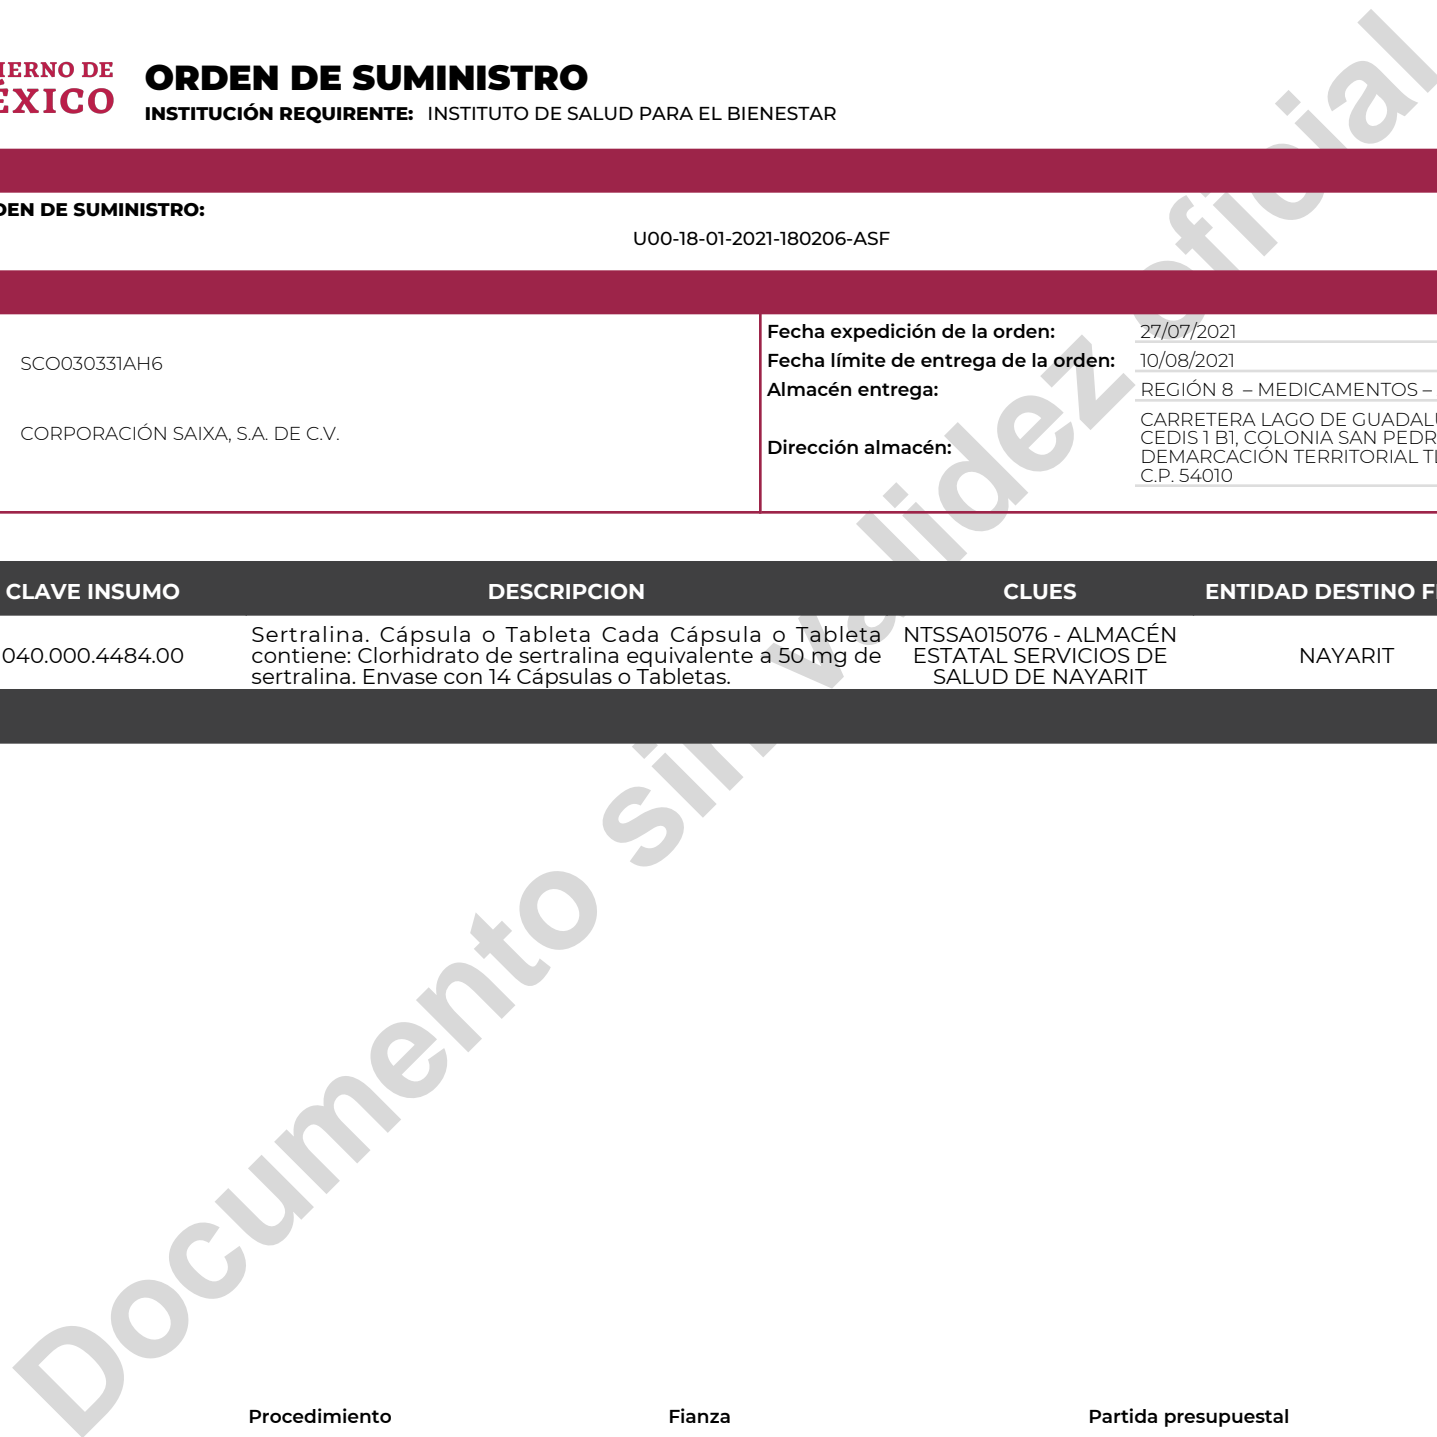 IERNO DE
ÉXICO
ORDEN DE SUMINISTRO
INSTITUCIÓN REQUIRENTE: INSTITUTO DE SALUD PARA EL BIENESTAR
DEN DE SUMINISTRO:
U00-18-01-2021-180206-ASF
SCO030331AH6
CORPORACIÓN SAIXA, S.A. DE C.V.
Fecha expedición de la orden: 27/07/2021
Fecha límite de entrega de la orden: 10/08/2021
Almacén entrega: REGIÓN 8 – MEDICAMENTOS –
Dirección almacén:
CARRETERA LAGO DE GUADALU
CEDIS 1 B1, COLONIA SAN PEDR
DEMARCACIÓN TERRITORIAL TL
C.P. 54010
CLAVE INSUMO DESCRIPCION CLUES ENTIDAD DESTINO FI
040.000.4484.00
Sertralina. Cápsula o Tableta Cada Cápsula o Tableta
contiene: Clorhidrato de sertralina equivalente a 50 mg de
sertralina. Envase con 14 Cápsulas o Tabletas.
NTSSA015076 - ALMACÉN
ESTATAL SERVICIOS DE
SALUD DE NAYARIT
NAYARIT
Documento sin validez oficial
Procedimiento Fianza Partida presupuestal